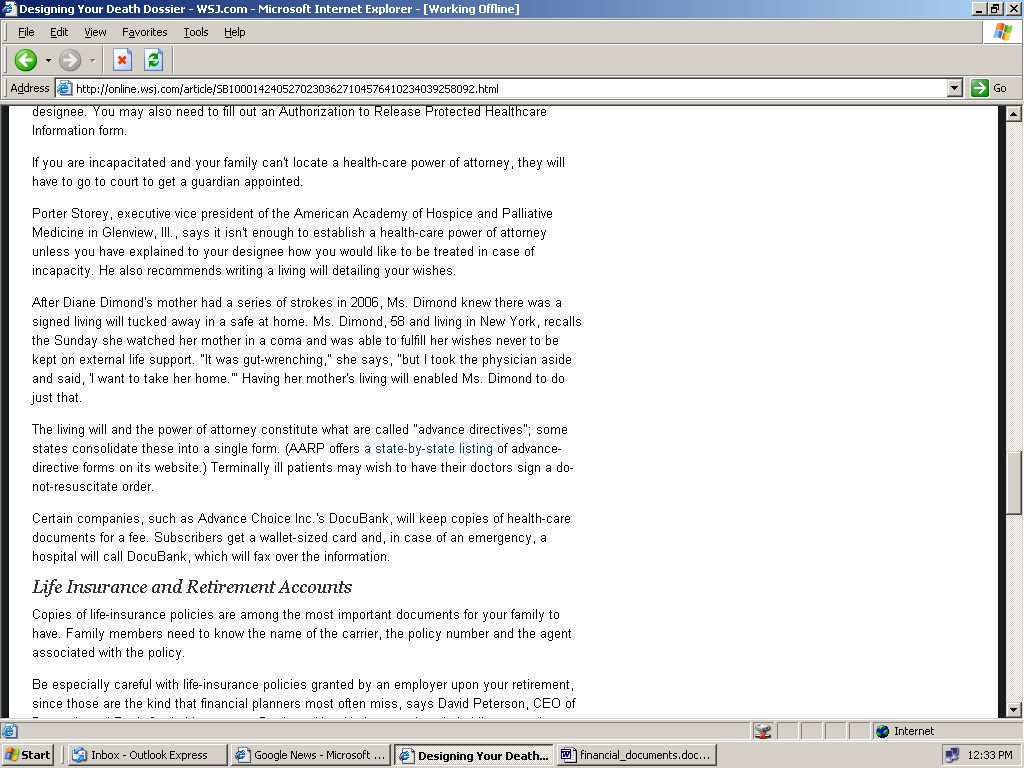 Designing Your Death Dossier - WSJ.com - Microsoft Internet Explorer - [Working Offline]
File Edit View Favorites Tools Help
Address http://online.wsj.com/article/SB10001424052702303627104576410234039258092.html Go
designee. You may also need to fill out an Authorization to Release Protected Healthcare
Information form.
If you are incapacitated and your family can't locate a health-care power of attorney, they will
have to go to court to get a guardian appointed.
Porter Storey, executive vice president of the American Academy of Hospice and Palliative
Medicine in Glenview, Ill., says it isn't enough to establish a health-care power of attorney
unless you have explained to your designee how you would like to be treated in case of
incapacity. He also recommends writing a living will detailing your wishes.
After Diane Dimond's mother had a series of strokes in 2006, Ms. Dimond knew there was a
signed living will tucked away in a safe at home. Ms. Dimond, 58 and living in New York, recalls
the Sunday she watched her mother in a coma and was able to fulfill her wishes never to be
kept on external life support. "It was gut-wrenching," she says, "but I took the physician aside
and said, 'I want to take her home.'" Having her mother's living will enabled Ms. Dimond to do
just that.
The living will and the power of attorney constitute what are called "advance directives"; some
states consolidate these into a single form. (AARP offers a state-by-state listing of advance-
directive forms on its website.) Terminally ill patients may wish to have their doctors sign a do-
not-resuscitate order.
Certain companies, such as Advance Choice Inc.'s DocuBank, will keep copies of health-care
documents for a fee. Subscribers get a wallet-sized card and, in case of an emergency, a
hospital will call DocuBank, which will fax over the information.
Life Insurance and Retirement Accounts
Copies of life-insurance policies are among the most important documents for your family to
have. Family members need to know the name of the carrier, the policy number and the agent
associated with the policy.
Be especially careful with life-insurance policies granted by an employer upon your retirement,
since those are the kind that financial planners most often miss, says David Peterson, CEO of
Internet
Start Inbox - Outlook Express Google News - Microsoft ... Designing Your Death... financial_documents.doc... 12:33 PM